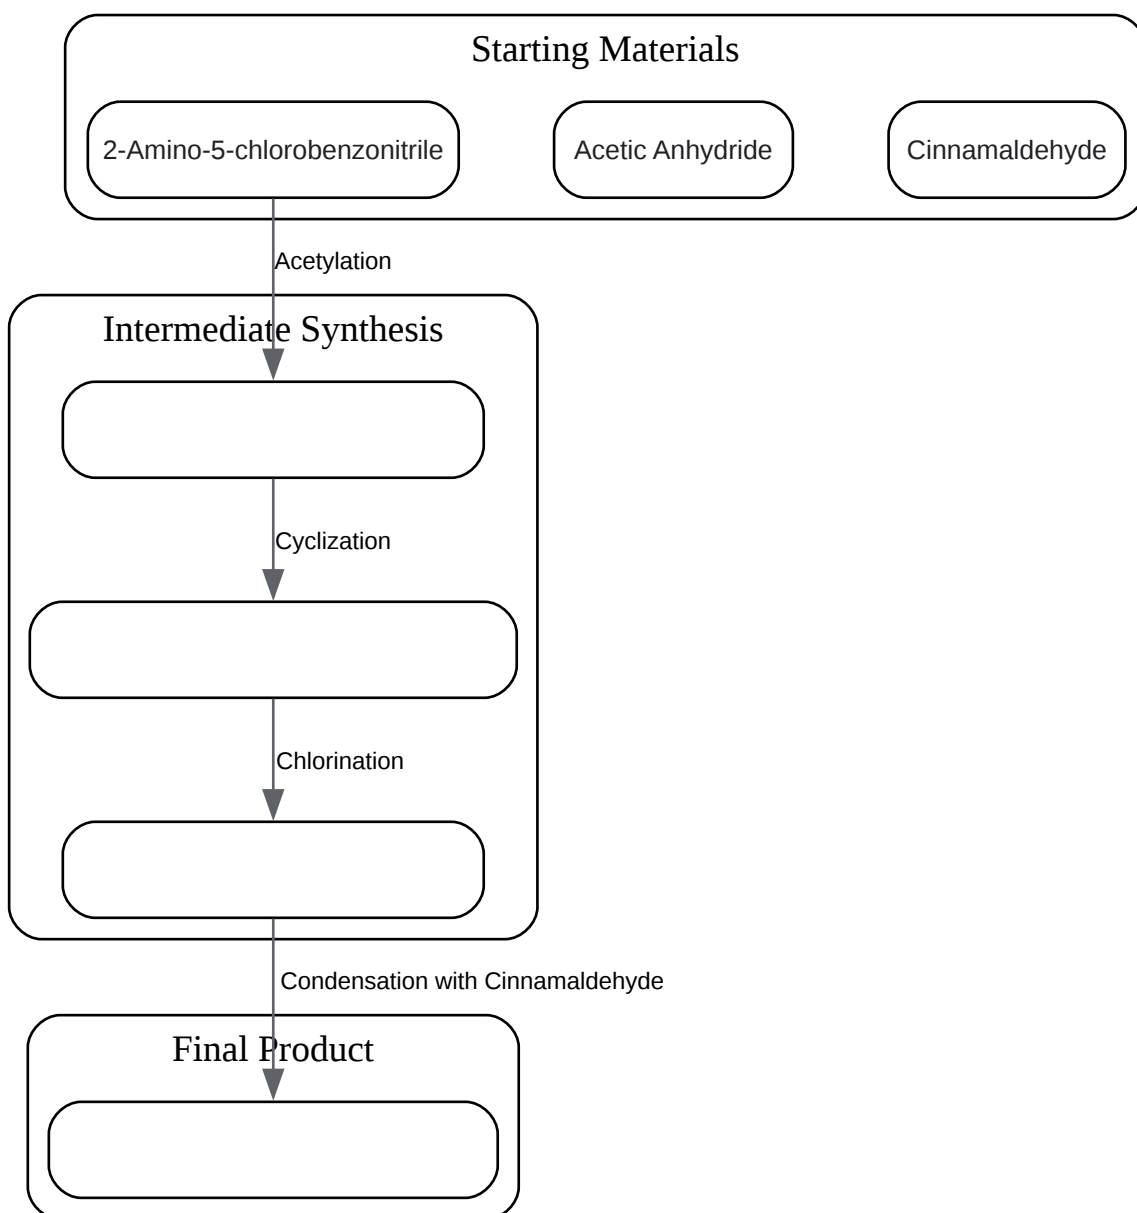 Starting Materials
2-Amino-5-chlorobenzonitrile
Acetic Anhydride
Cinnamaldehyde
Acetylation
Intermediate Synthesis
Cyclization
Chlorination
Condensation with Cinnamaldehyde
Final Product